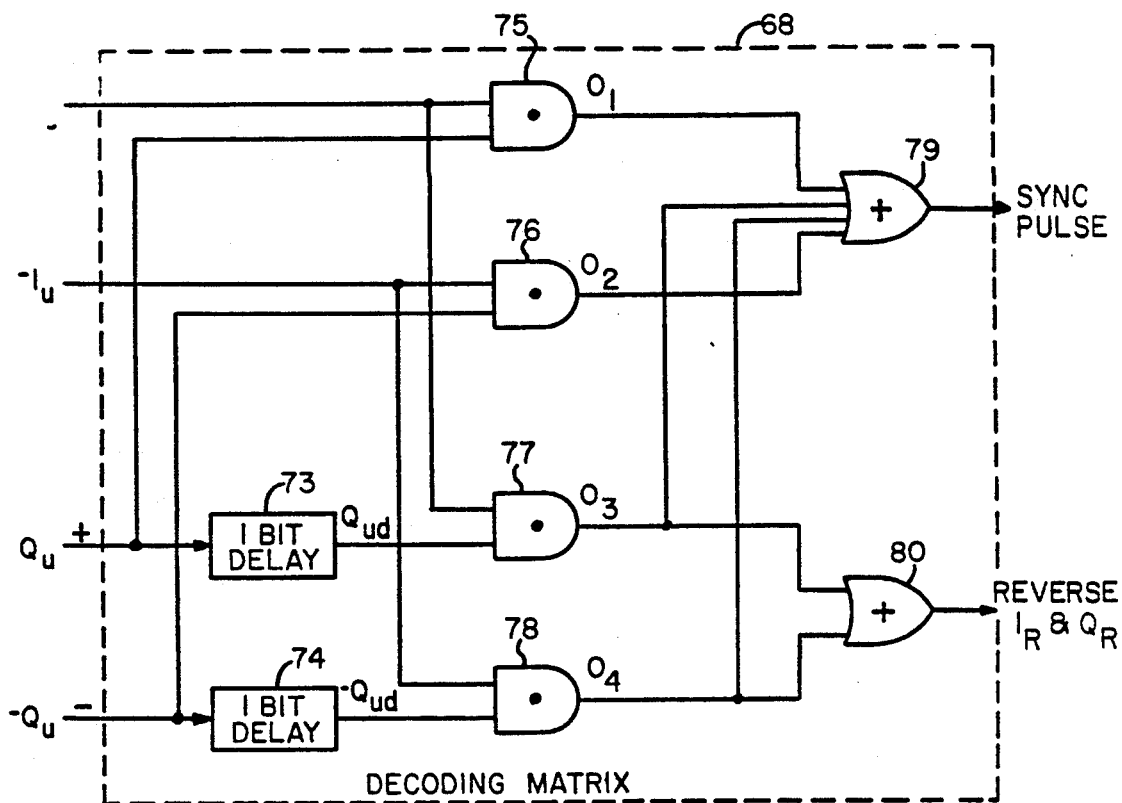 75
68
O1
79
SYNC
PULSE
+
76
-Iu
O2
77
73
O3
Qu
+
1 BIT
DELAY
Qud
80
+
REVERSE
IR & QR
78
74
O4
-Qu
-
1 BIT
DELAY
-Qud
DECODING MATRIX